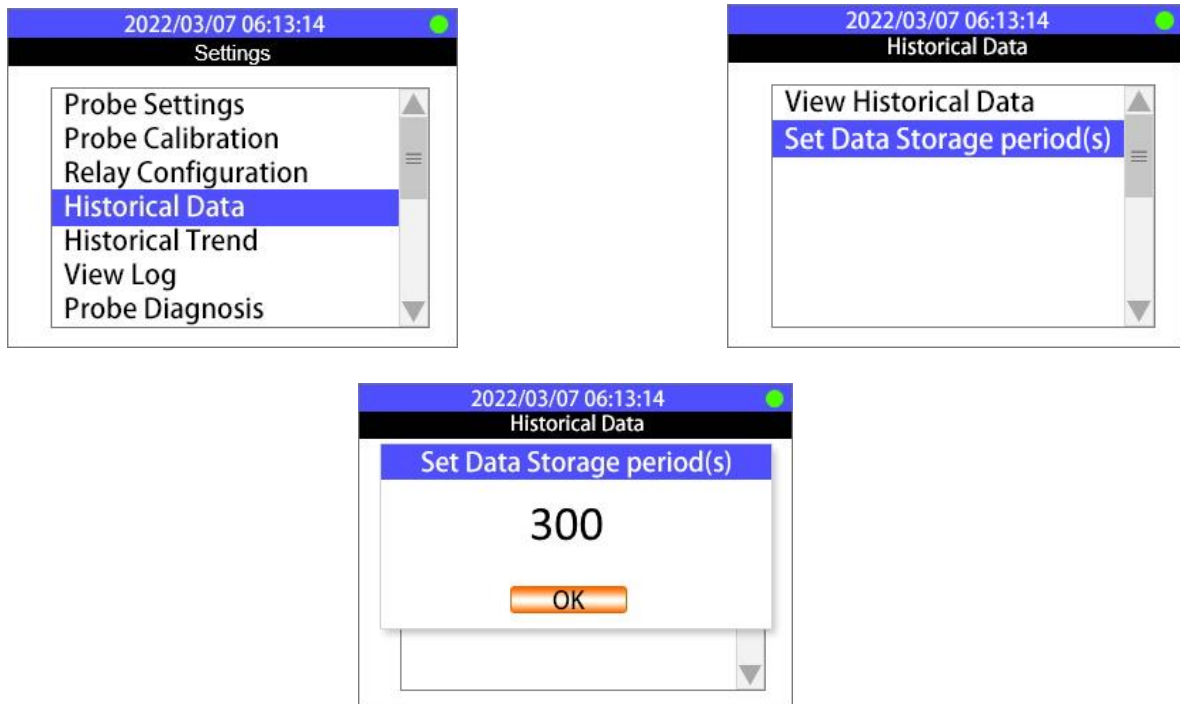 2022/03/07 06:13:14
Settings
Probe Settings
Probe Calibration
Relay Configuration
Historical Data
Historical Trend
View Log
Probe Diagnosis
2022/03/07 06:13:14
Historical Data
View Historical Data
Set Data Storage period(s)
2022/03/07 06:13:14
Historical Data
Set Data Storage period(s)
300
OK